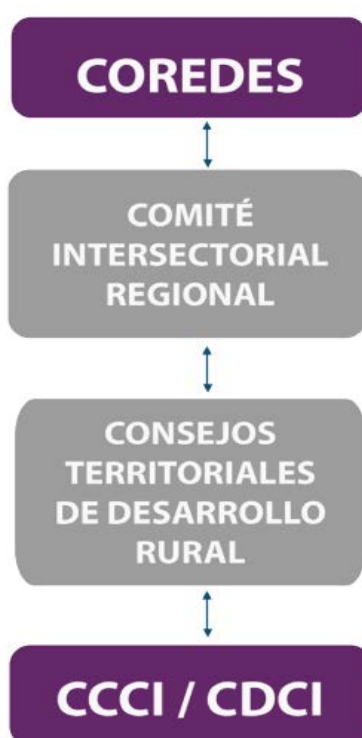 COREDES
COMITÉ
INTERSECTORIAL
REGIONAL
CONSEJOS
TERRITORIALES
DE DESARROLLO
RURAL
CCCI / CDCI